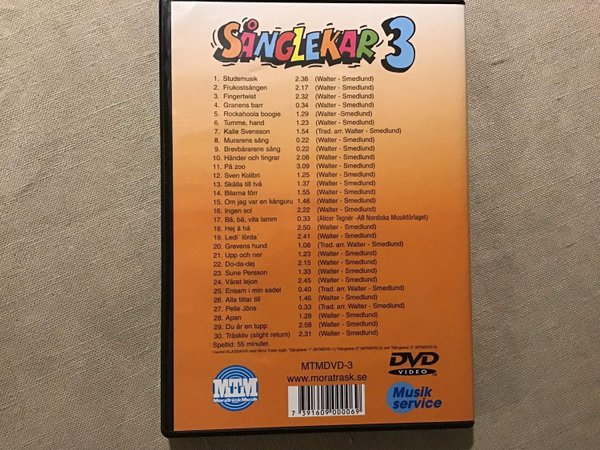 SÅNGLEKAR 3
1. Studsmusik 2.38 (Walter - Smedlund)
2. Frukostsången 2.17 (Walter - Smedlund)
3. Fingertwist 2.32 (Walter - Smedlund)
4. Granens barr 0.34 (Walter - Smedlund)
5. Rockahoola boogie 1.29 (Walter -Smedlund)
6. Tumme, hand 1.23 (Walter - Smedlund)
7. Kalle Svensson 1.54 (Trad. arr. Walter - Smedlund)
8. Murarens sång 0.22 (Walter - Smedlund)
9. Brevbärarens sång 0.22 (Walter - Smedlund)
10. Händer och fingrar 2.08 (Walter - Smedlund)
11. På zoo 3.09 (Walter - Smedlund)
12. Sven Kolibri 1.25 (Walter - Smedlund)
13. Skälla till två 1.37 (Walter - Smedlund)
14. Bilarna förr 1.55 (Walter - Smedlund)
15. Om jag var en känguru 1.46 (Walter - Smedlund)
16. Ingen sol 2.22 (Walter - Smedlund)
17. Bä, bä, vita lamm 0.33 (Alicer Tegnér -AB Nordiska Musikförlaget)
18. Hej å hå 2.50 (Walter - Smedlund)
19. Ledi´ lörda´ 2.41 (Walter - Smedlund)
20. Grevens hund 1.08 (Trad. arr. Walter - Smedlund)
21. Upp och ner 1.23 (Walter - Smedlund)
22. Do-da-dej 2.15 (Walter - Smedlund)
23. Sune Persson 1.33 (Walter - Smedlund)
24. Vårat lejon 2.45 (Walter - Smedlund)
25. Ensam i min sadel 0.40 (Trad. arr. Walter - Smedlund)
26. Alla tittar till 1.46 (Walter - Smedlund)
27. Pelle Jöns 0.33 (Trad. arr. Walter - Smedlund)
28. Apan 1.28 (Walter - Smedlund)
29. Du är en tupp 2.58 (Walter - Smedlund)
30. Träskliv (slight return) 2.31 (Walter - Smedlund)
Speltid: 55 minuter.
MTMDVD-3
www.moratrask.se
7 391609 000069
MTM
MoraTräskMusik
DVD
VIDEO
Musik
service